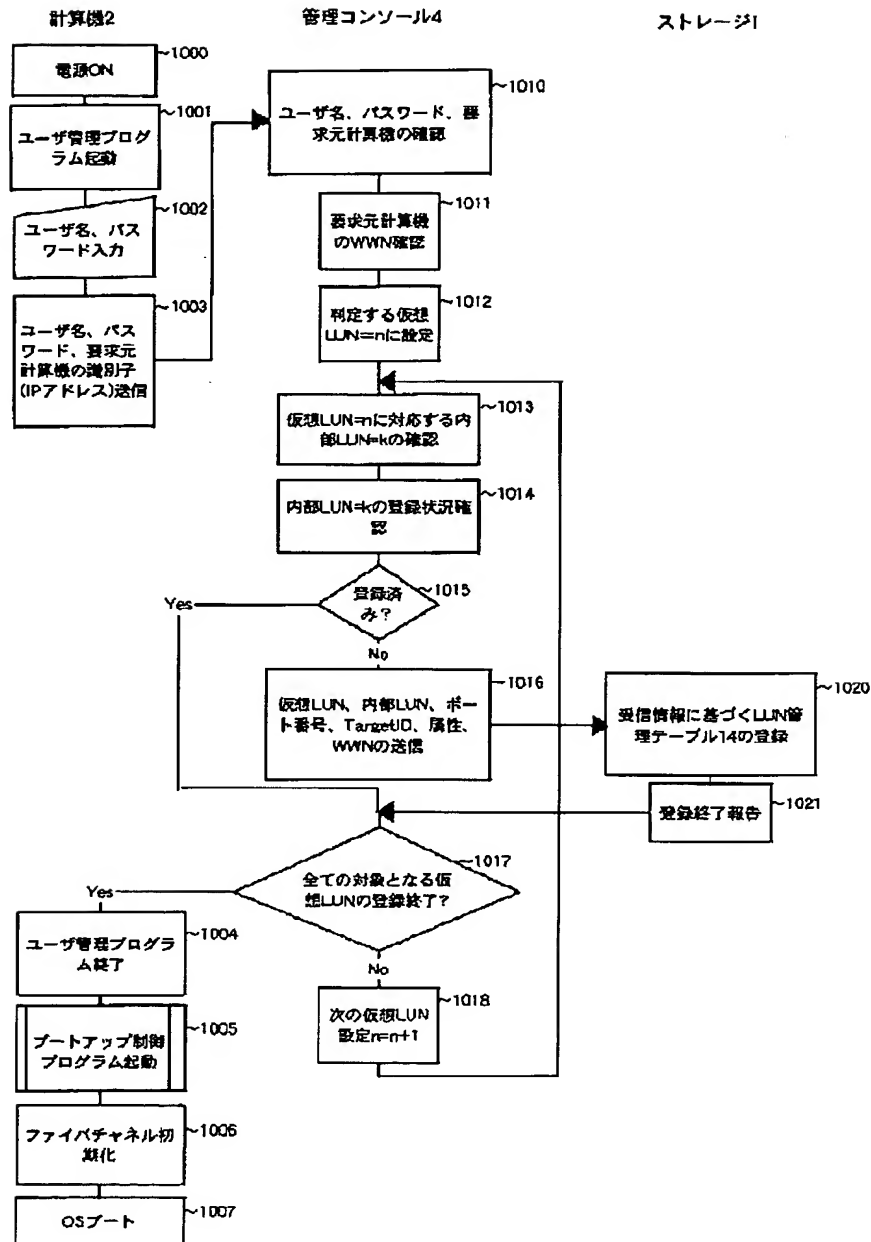 計算機2
管理コンソール4
ストレージ1
1000
電源ON
1001
ユーザ管理プログ
ラム起動
1002
ユーザ名、パス
ワード入力
1003
ユーザ名、パス
ワード、要求元
計算機の識別子
(IPアドレス)送信
1010
ユーザ名、パスワード、要
求元計算機の確認
1011
要求元計算機
のWWN確認
1012
判定する仮想
LUN=nに設定
1013
仮想LUN=nに対応する内
部LUN=kの確認
1014
内部LUN=kの登録状況確
認
1015
登録済
み?
Yes
No
1016
仮想LUN、内部LUN、ポー
ト番号、TargetID、属性、
WWNの送信
1020
受信情報に基づくLUN管
理テーブル14の登録
1021
登録終了報告
1017
全ての対象となる仮
想LUNの登録終了?
Yes
No
1018
次の仮想LUN
設定n=n+1
1004
ユーザ管理プログラ
ム終了
1005
ブートアップ制御
プログラム起動
1006
ファイバチャネル初
期化
1007
OSブート